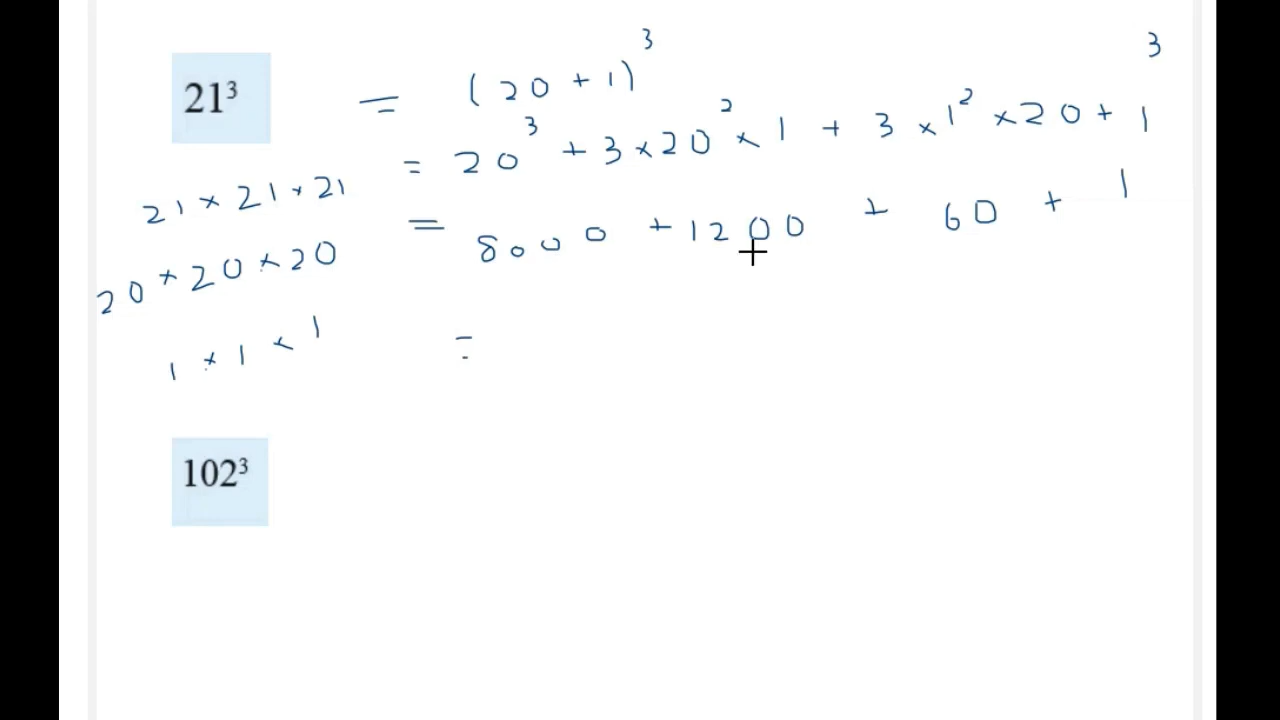 21³ = (20 + 1)³
= 20³ + 3 × 20² × 1 + 3 × 1² × 20 + 1³
21 × 21 × 21
= 8000 + 1200 + 60 + 1
20 × 20 × 20
1 × 1 × 1
=
102³